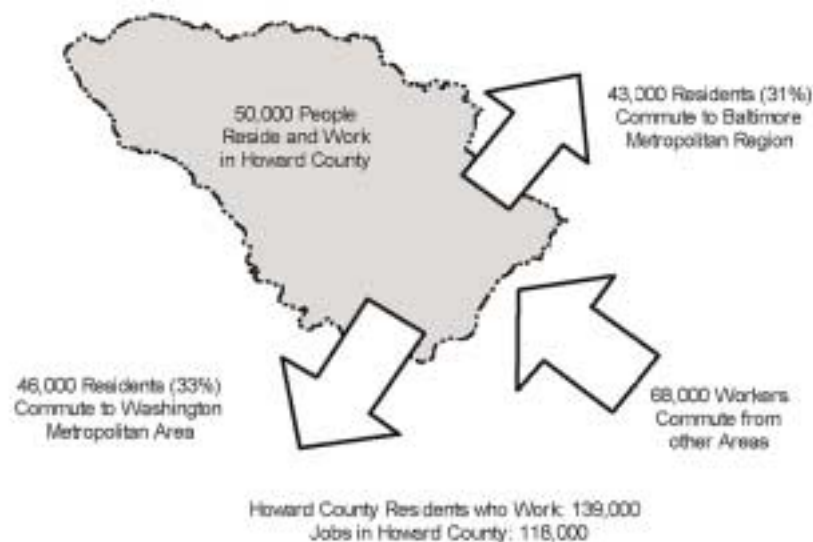 50,000 People
Reside and Work
in Howard County
43,000 Residents (31%)
Commute to Baltimore
Metropolitan Region
46,000 Residents (33%)
Commute to Washington
Metropolitan Area
68,000 Workers
Commute from
other Areas
Howard County Residents who Work: 139,000
Jobs in Howard County: 118,000